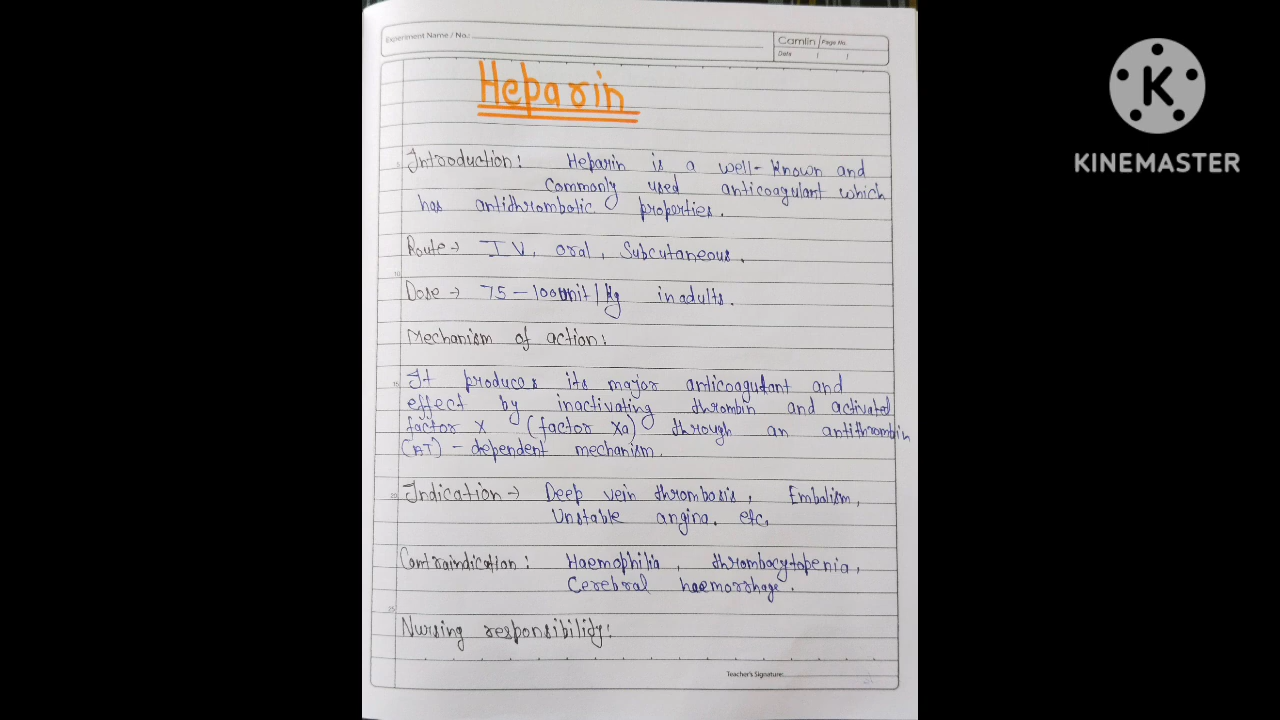 Experiment Name / No.:
Camlin Page No.
Date / /
Heparin
Introduction: Heparin is a well-known and
commonly used anticoagulant which
has antithrombotic properties.
Route → IV, oral, Subcutaneous.
Dose → 75-100unit/kg in adults.
Mechanism of action:
It produces its major anticoagulant and
effect by inactivating thrombin and activated
factor X (factor Xa) through an antithrombin
(AT) - dependent mechanism.
Indication → Deep vein thrombosis, Embalism,
Unstable angina. etc,
Contraindication: Haemophilia, thrombocytopenia,
Cerebral haemorrhage.
Nursing responsibility:
Teacher's Signature:
K
KINEMASTER